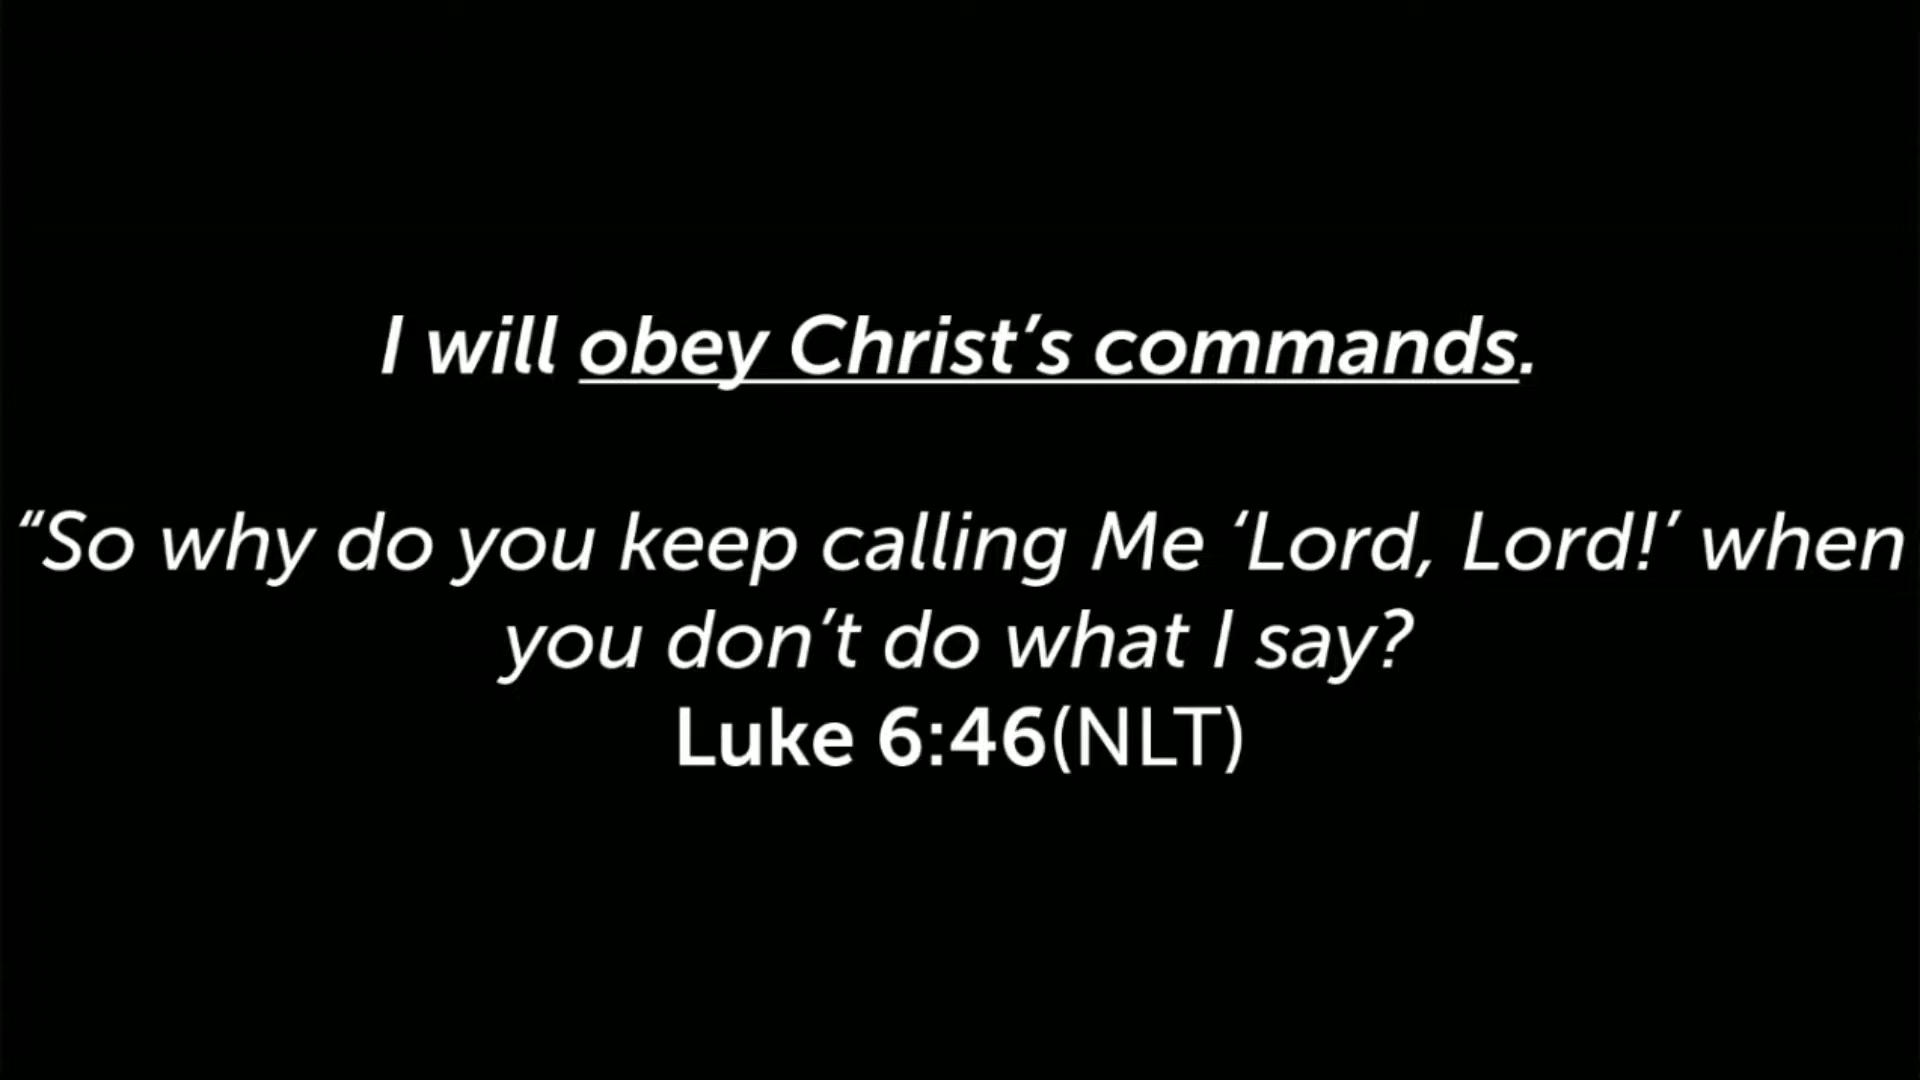 I will obey Christ’s commands.
“So why do you keep calling Me ‘Lord, Lord!’ when
you don’t do what I say?
Luke 6:46(NLT)